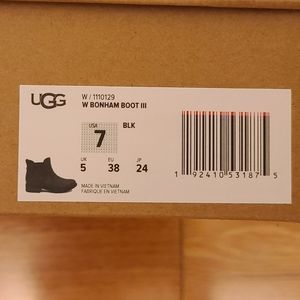 UGG
W / 1110129
W BONHAM BOOT III
USA
7
BLK
UK EU JP
5 38 24
MADE IN VIETNAM
FABRIQUE EN VIETNAM
1 92410 53187 5